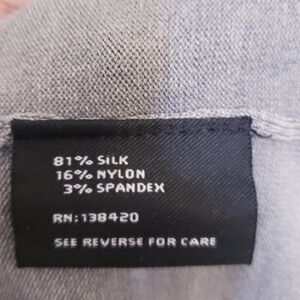 81% SILK
16% NYLON
3% SPANDEX
RN:138420
SEE REVERSE FOR CARE